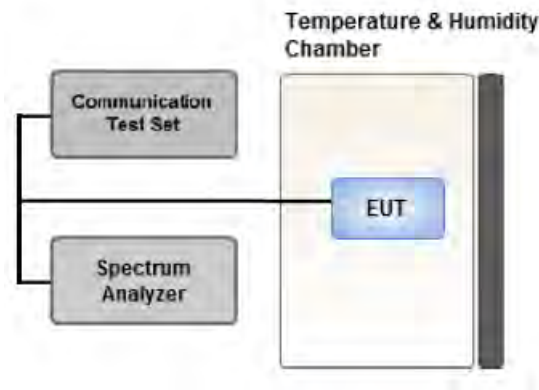 Temperature & Humidity
Chamber
Communication
Test Set
EUT
Spectrum
Analyzer